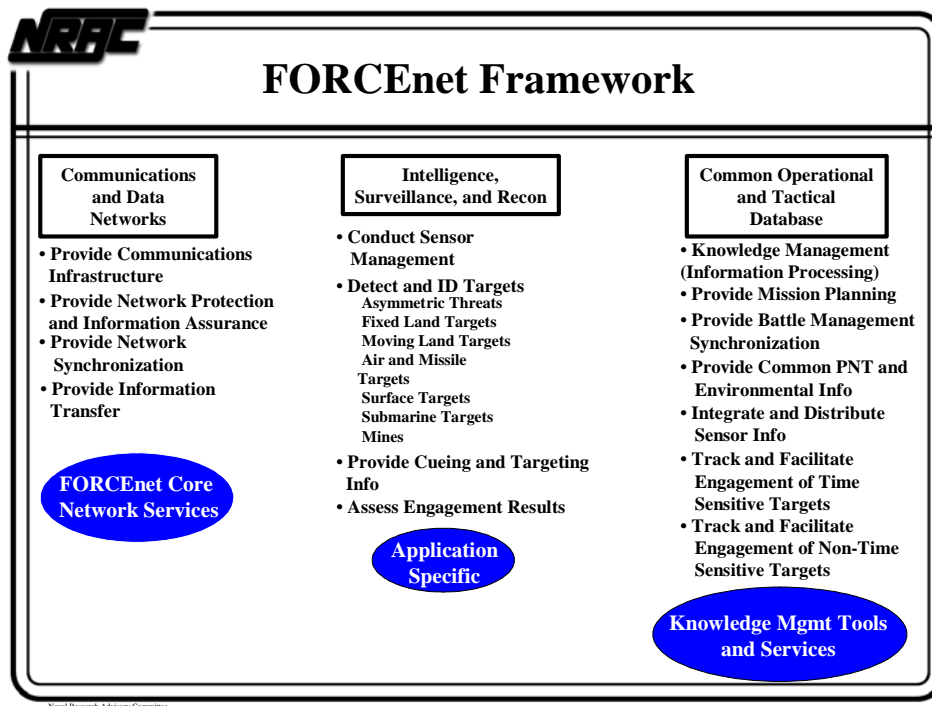 NRAC
FORCEnet Framework
Communications
and Data
Networks
• Provide Communications
Infrastructure
• Provide Network Protection
and Information Assurance
• Provide Network
Synchronization
• Provide Information
Transfer
FORCEnet Core
Network Services
Intelligence,
Surveillance, and Recon
• Conduct Sensor
Management
• Detect and ID Targets
Asymmetric Threats
Fixed Land Targets
Moving Land Targets
Air and Missile
Targets
Surface Targets
Submarine Targets
Mines
• Provide Cueing and Targeting
Info
• Assess Engagement Results
Application
Specific
Common Operational
and Tactical
Database
• Knowledge Management
(Information Processing)
• Provide Mission Planning
• Provide Battle Management
Synchronization
• Provide Common PNT and
Environmental Info
• Integrate and Distribute
Sensor Info
• Track and Facilitate
Engagement of Time
Sensitive Targets
• Track and Facilitate
Engagement of Non-Time
Sensitive Targets
Knowledge Mgmt Tools
and Services
Naval Research Advisory Committee